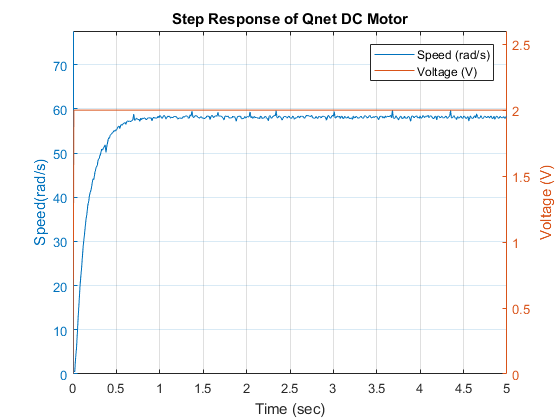 Step Response of Qnet DC Motor
Speed (rad/s)
Voltage (V)
Speed(rad/s)
70
60
50
40
30
20
10
0
Voltage (V)
2.5
2
1.5
1
0.5
0
0 0.5 1 1.5 2 2.5 3 3.5 4 4.5 5
Time (sec)